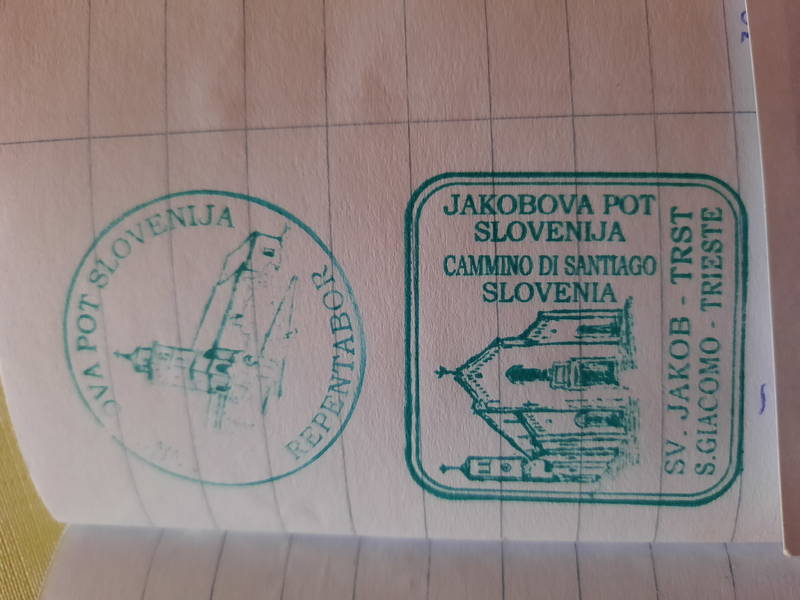 OVA POT SLOVENIJA
REPENTABOR
JAKOBOVA POT
SLOVENIJA
CAMMINO DI SANTIAGO
SLOVENIA
SV. JAKOB - TRST
S. GIACOMO - TRIESTE